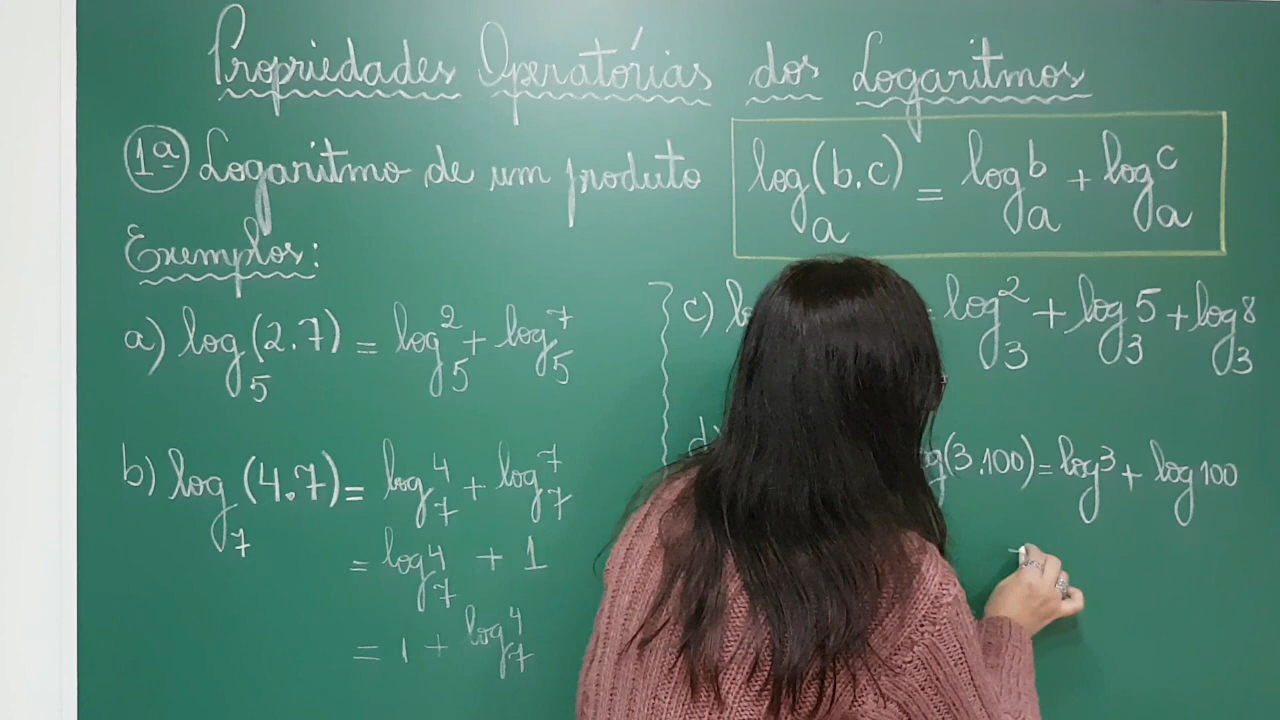 Propriedades Operatórias dos Logaritmos
1ª Logaritmo de um produto
log_a (b.c) = log_a b + log_a c
Exemplos:
a) log_5 (2.7) = log_5 2 + log_5 7
b) log_7 (4.7) = log_7 4 + log_7 7
= log_7 4 + 1
= 1 + log_7 4
c) = log_3 2 + log_3 5 + log_3 8
d) (3.100) = log 3 + log 100